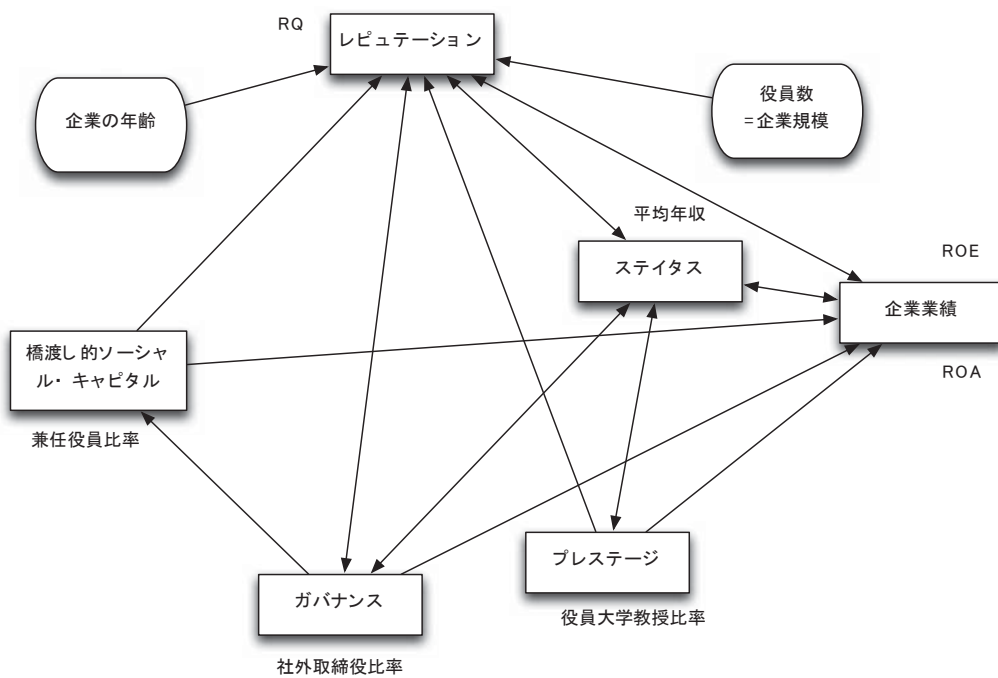 RQ
レピュテーション
企業の年齢
役員数
=企業規模
平均年収
ステイタス
ROE
企業業績
ROA
橋渡し的ソーシャ
ル・キャピタル
兼任役員比率
プレステージ
役員大学教授比率
ガバナンス
社外取締役比率